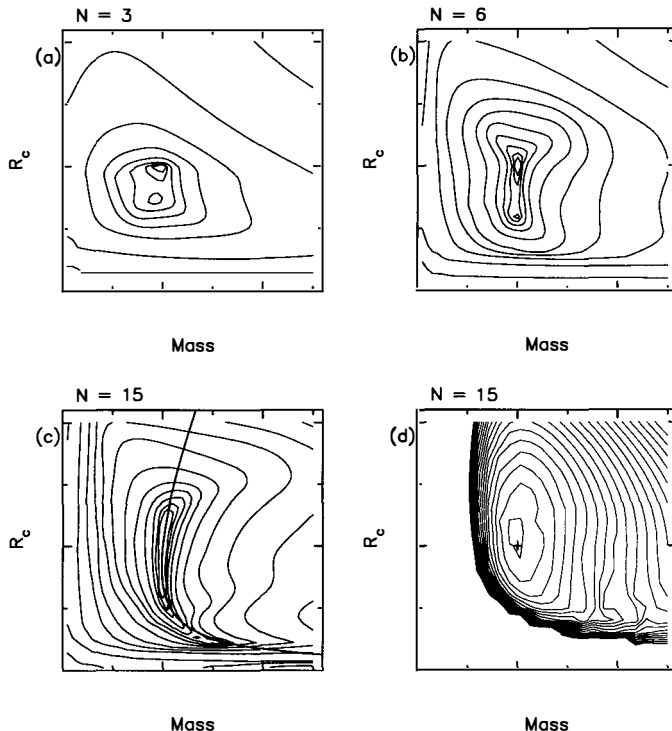 N = 3
(a)
R_c
Mass
N = 6
(b)
R_c
Mass
N = 15
(c)
R_c
Mass
N = 15
(d)
R_c
Mass